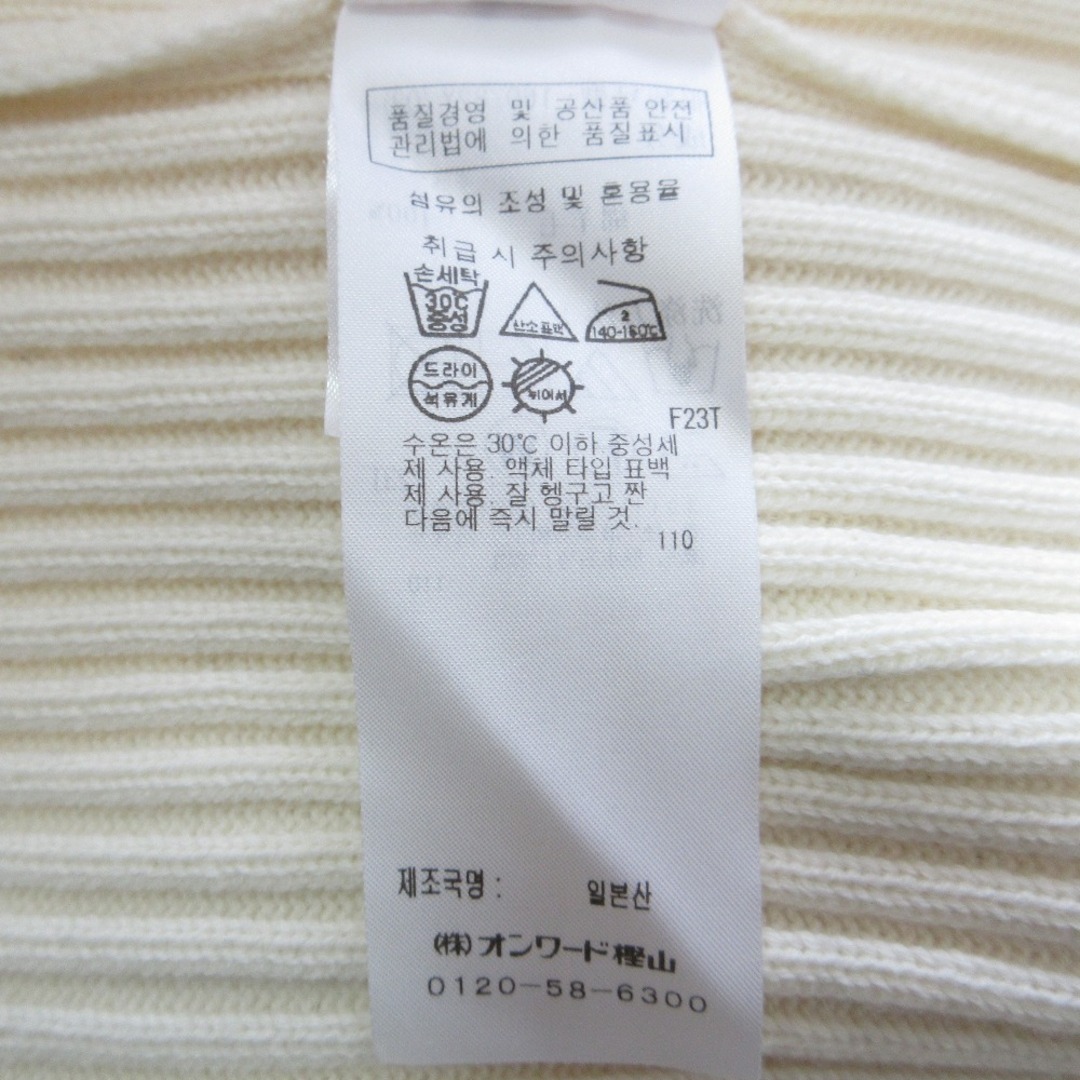 품질경영 및 공산품 안전
관리법에 의한 품질표시
섬유의 조성 및 혼용율
취급 시 주의사항
손세탁
30℃
중성
산소표백
2
140-160℃
드라이
석유계
뉘어서
F23T
수온은 30℃ 이하 중성세
제 사용. 액체 타입 표백
제 사용. 잘 헹구고 짠
다음에 즉시 말릴 것.
110
제조국명 : 일본산
(株)オンワード樫山
0120-58-6300